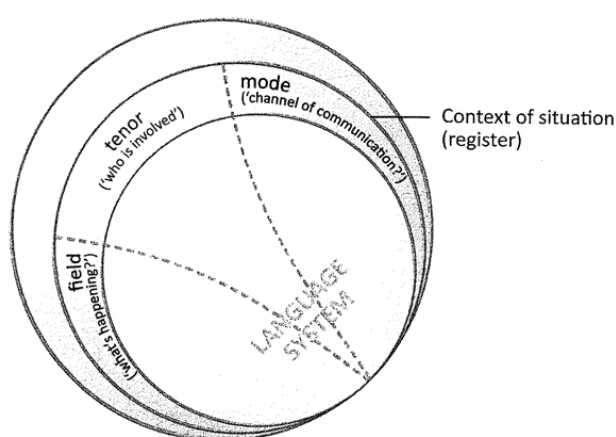 mode
('channel of communication?')
tenor
('who is involved')
field
('what's happening?')
Context of situation
(register)
LANGUAGE
SYSTEM